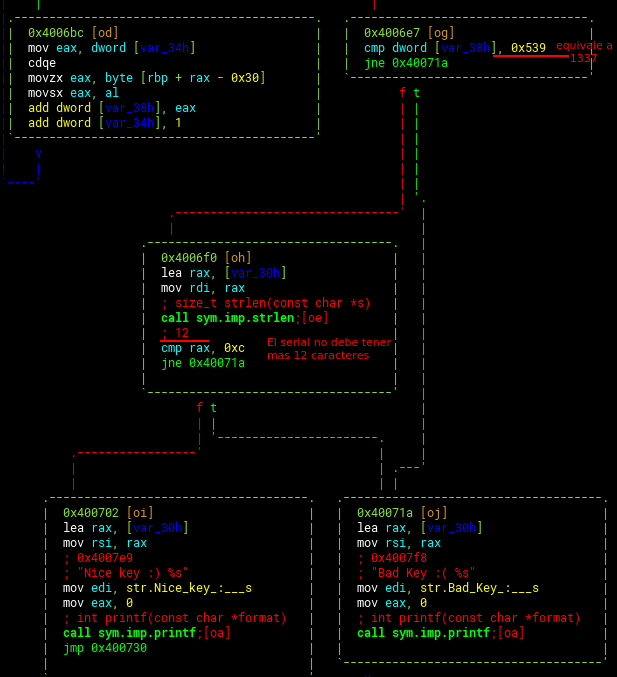 0x4006bc [od]
mov eax, dword [var_34h]
cdqe
movzx eax, byte [rbp + rax - 0x30]
movsx eax, al
add dword [var_38h], eax
add dword [var_34h], 1
v
0x4006e7 [og]
cmp dword [var_38h], 0x539
equivale a
1337
jne 0x40071a
f t
0x4006f0 [oh]
lea rax, [var_30h]
mov rdi, rax
; size_t strlen(const char *s)
call sym.imp.strlen;[oe]
; 12
cmp rax, 0xc
jne 0x40071a
El serial no debe tener
mas 12 caracteres
f t
0x400702 [oi]
lea rax, [var_30h]
mov rsi, rax
; 0x4007e9
; "Nice key :) %s"
mov edi, str.Nice_key_:___s
mov eax, 0
; int printf(const char *format)
call sym.imp.printf;[oa]
jmp 0x400730
0x40071a [oj]
lea rax, [var_30h]
mov rsi, rax
; 0x4007f8
; "Bad Key :( %s"
mov edi, str.Bad_Key_:___s
mov eax, 0
; int printf(const char *format)
call sym.imp.printf;[oa]